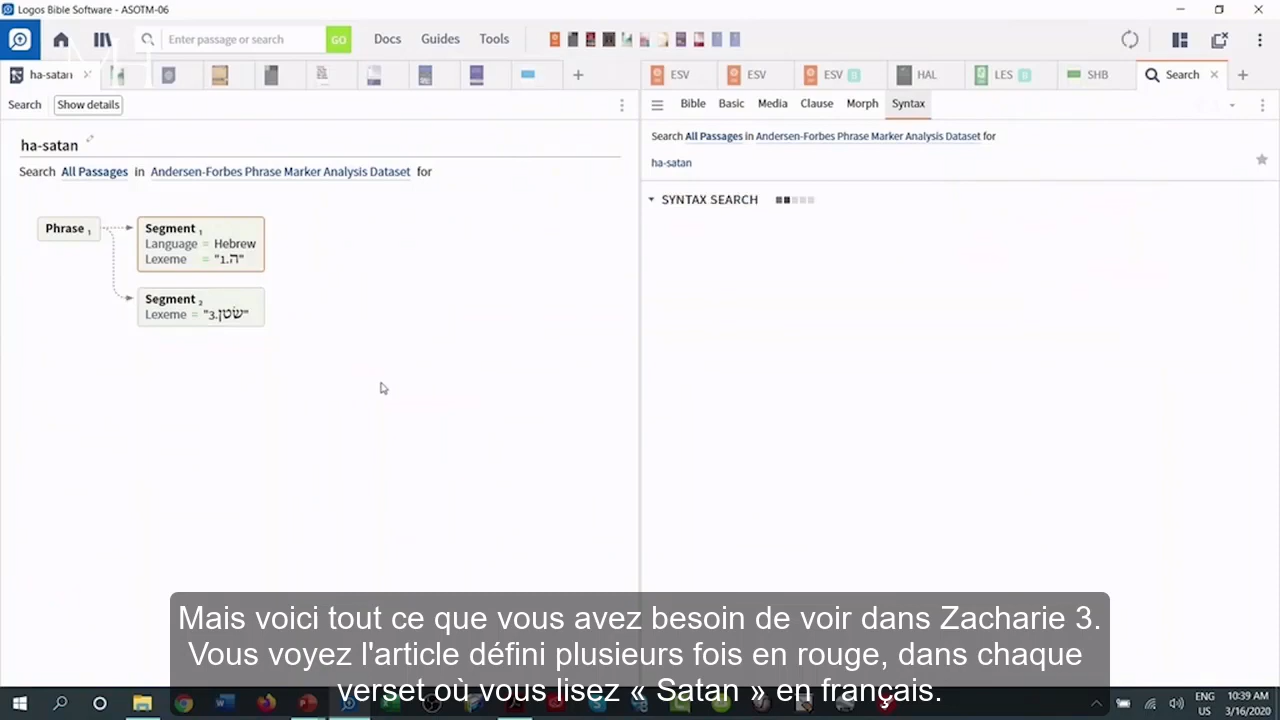 Logos Bible Software - ASOTM-06
Enter passage or search GO Docs Guides Tools
ha-satan ESV ESV ESV B HAL LES B SHB Search
Search Show details
Bible Basic Media Clause Morph Syntax
ha-satan
Search All Passages in Andersen-Forbes Phrase Marker Analysis Dataset for
Search All Passages in Andersen-Forbes Phrase Marker Analysis Dataset for
ha-satan
SYNTAX SEARCH
Phrase 1
Segment 1
Language = Hebrew
Lexeme = "ה.1"
Segment 2
Lexeme = "שׂטן.3"
Mais voici tout ce que vous avez besoin de voir dans Zacharie 3.
Vous voyez l'article défini plusieurs fois en rouge, dans chaque
verset où vous lisez « Satan » en français.
ENG 10:39 AM
US 3/16/2020